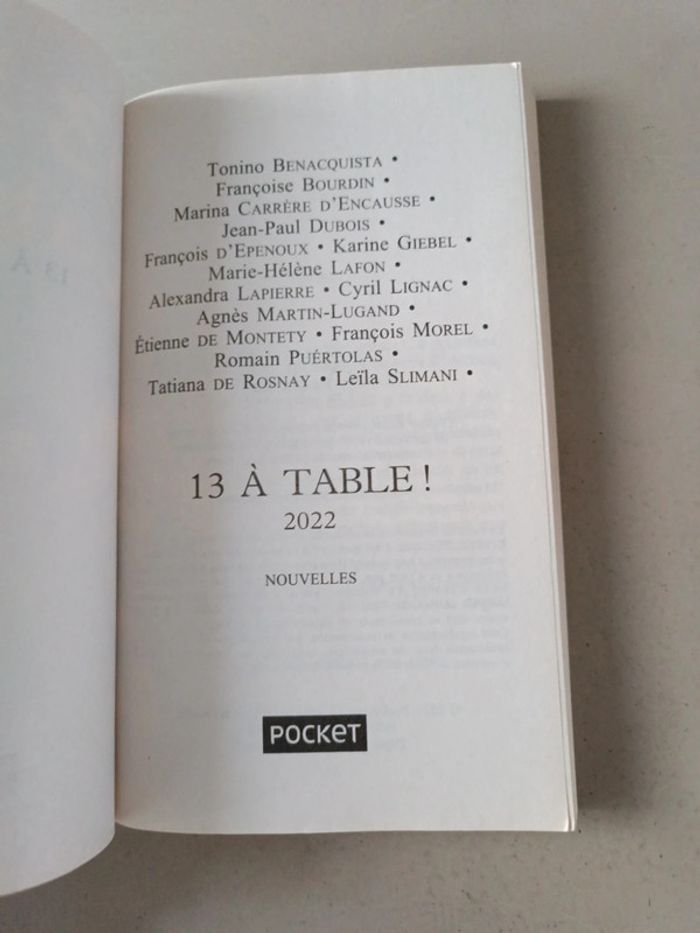 Tonino BENACQUISTA •
Françoise BOURDIN •
Marina CARRÈRE D'ENCAUSSE •
Jean-Paul DUBOIS •
François D'EPENOUX • Karine GIEBEL •
Marie-Hélène LAFON •
Alexandra LAPIERRE • Cyril LIGNAC •
Agnès MARTIN-LUGAND •
Étienne DE MONTETY • François MOREL •
Romain PUÉRTOLAS •
Tatiana DE ROSNAY • Leïla SLIMANI •
13 À TABLE !
2022
NOUVELLES
POCKET
13 À